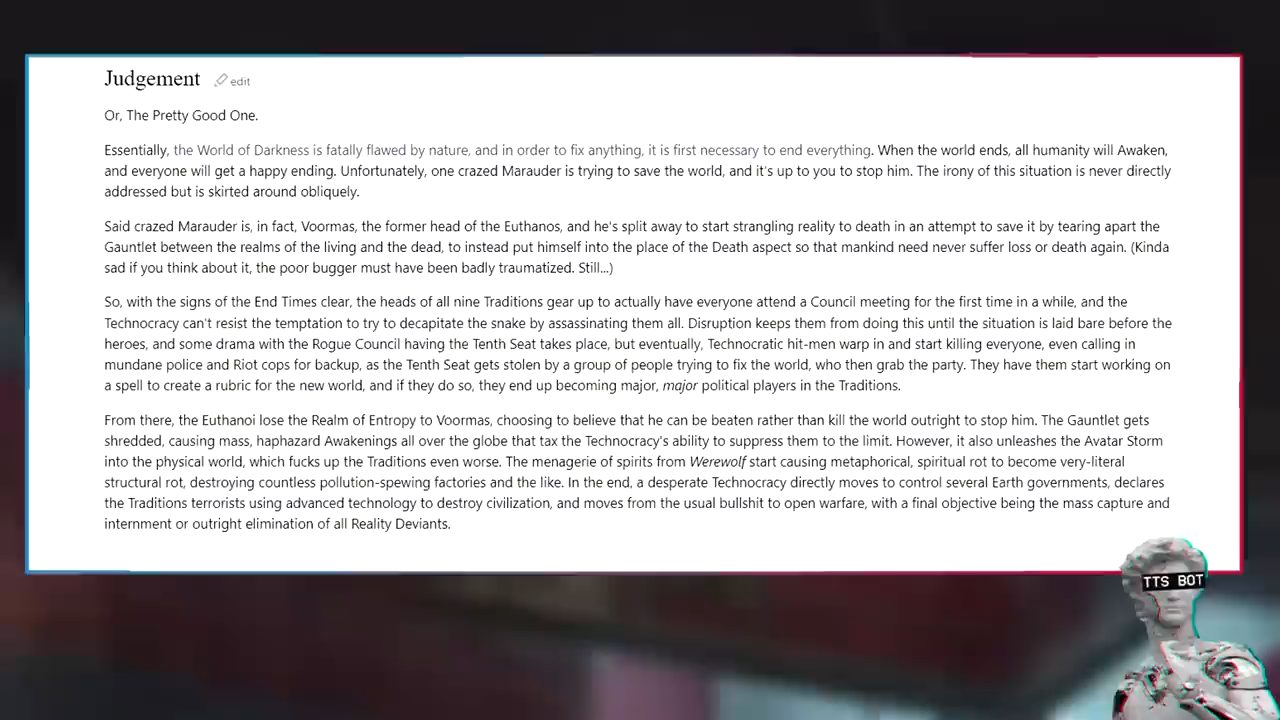 Judgement edit
Or, The Pretty Good One.
Essentially, the World of Darkness is fatally flawed by nature, and in order to fix anything, it is first necessary to end everything. When the world ends, all humanity will Awaken,
and everyone will get a happy ending. Unfortunately, one crazed Marauder is trying to save the world, and it's up to you to stop him. The irony of this situation is never directly
addressed but is skirted around obliquely.
Said crazed Marauder is, in fact, Voormas, the former head of the Euthanos, and he's split away to start strangling reality to death in an attempt to save it by tearing apart the
Gauntlet between the realms of the living and the dead, to instead put himself into the place of the Death aspect so that mankind need never suffer loss or death again. (Kinda
sad if you think about it, the poor bugger must have been badly traumatized. Still...)
So, with the signs of the End Times clear, the heads of all nine Traditions gear up to actually have everyone attend a Council meeting for the first time in a while, and the
Technocracy can't resist the temptation to try to decapitate the snake by assassinating them all. Disruption keeps them from doing this until the situation is laid bare before the
heroes, and some drama with the Rogue Council having the Tenth Seat takes place, but eventually, Technocratic hit-men warp in and start killing everyone, even calling in
mundane police and Riot cops for backup, as the Tenth Seat gets stolen by a group of people trying to fix the world, who then grab the party. They have them start working on
a spell to create a rubric for the new world, and if they do so, they end up becoming major, major political players in the Traditions.
From there, the Euthanoi lose the Realm of Entropy to Voormas, choosing to believe that he can be beaten rather than kill the world outright to stop him. The Gauntlet gets
shredded, causing mass, haphazard Awakenings all over the globe that tax the Technocracy's ability to suppress them to the limit. However, it also unleashes the Avatar Storm
into the physical world, which fucks up the Traditions even worse. The menagerie of spirits from Werewolf start causing metaphorical, spiritual rot to become very-literal
structural rot, destroying countless pollution-spewing factories and the like. In the end, a desperate Technocracy directly moves to control several Earth governments, declares
the Traditions terrorists using advanced technology to destroy civilization, and moves from the usual bullshit to open warfare, with a final objective being the mass capture and
internment or outright elimination of all Reality Deviants.
TTS BOT